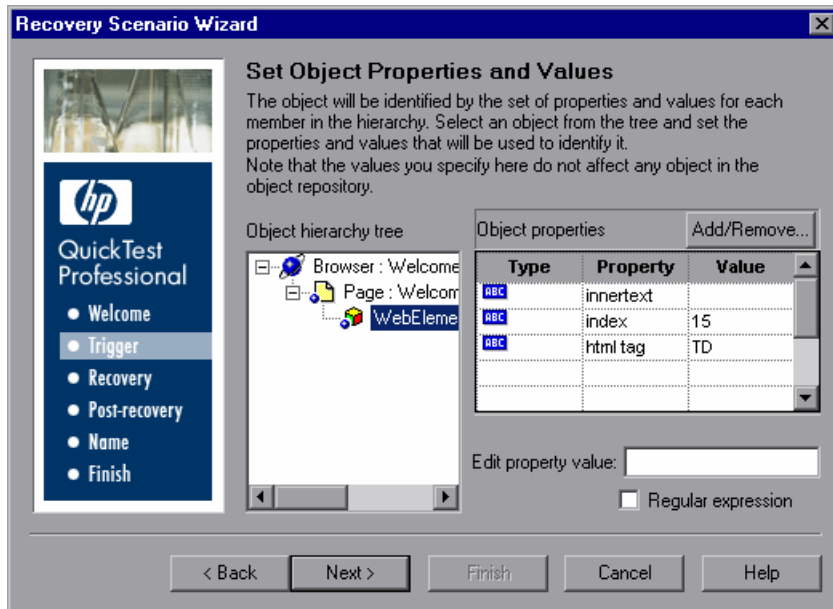 Recovery Scenario Wizard
Set Object Properties and Values
The object will be identified by the set of properties and values for each
member in the hierarchy. Select an object from the tree and set the
properties and values that will be used to identify it.
Note that the values you specify here do not affect any object in the
object repository.
hp
QuickTest
Professional
Welcome
Trigger
Recovery
Post-recovery
Name
Finish
Object hierarchy tree
Browser : Welcome
Page : Welcom
WebEleme
Object properties
Add/Remove...
Type Property Value
ABC innertext
ABC index 15
ABC html tag TD
Edit property value:
Regular expression
< Back
Next >
Finish
Cancel
Help